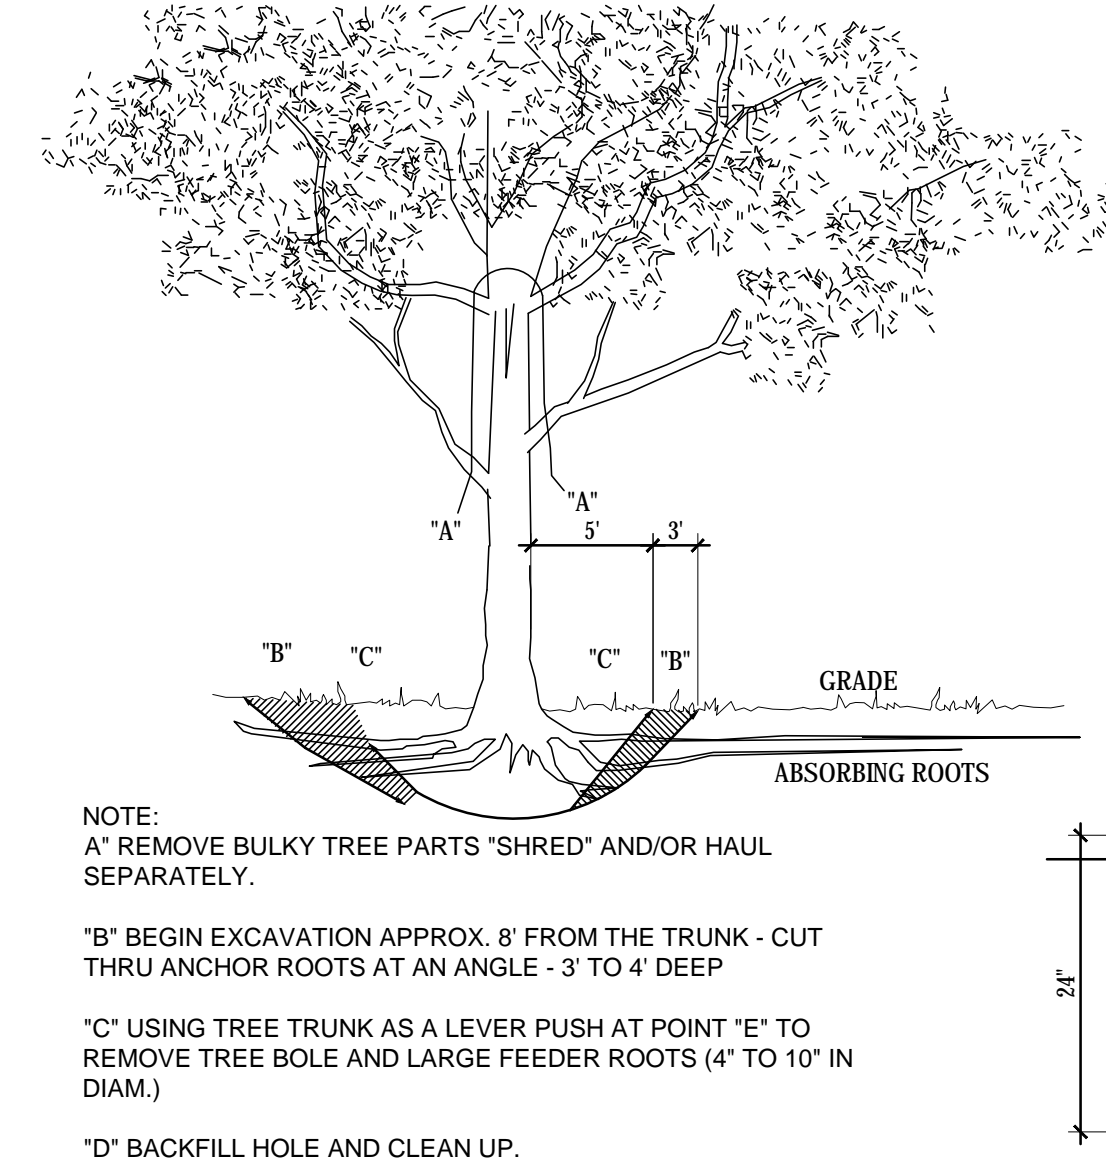 "A"
"A"
5'
3'
"B"
"C"
"C"
"B"
GRADE
ABSORBING ROOTS
NOTE:
A" REMOVE BULKY TREE PARTS "SHRED" AND/OR HAUL
SEPARATELY.
"B" BEGIN EXCAVATION APPROX. 8' FROM THE TRUNK - CUT
THRU ANCHOR ROOTS AT AN ANGLE - 3' TO 4' DEEP
24"
"C" USING TREE TRUNK AS A LEVER PUSH AT POINT "E" TO
REMOVE TREE BOLE AND LARGE FEEDER ROOTS (4" TO 10" IN
DIAM.)
"D" BACKFILL HOLE AND CLEAN UP.